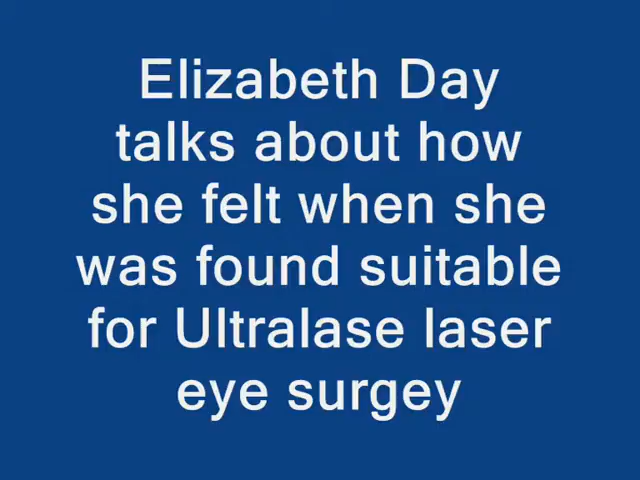 Elizabeth Day
talks about how
she felt when she
was found suitable
for Ultralase laser
eye surgey